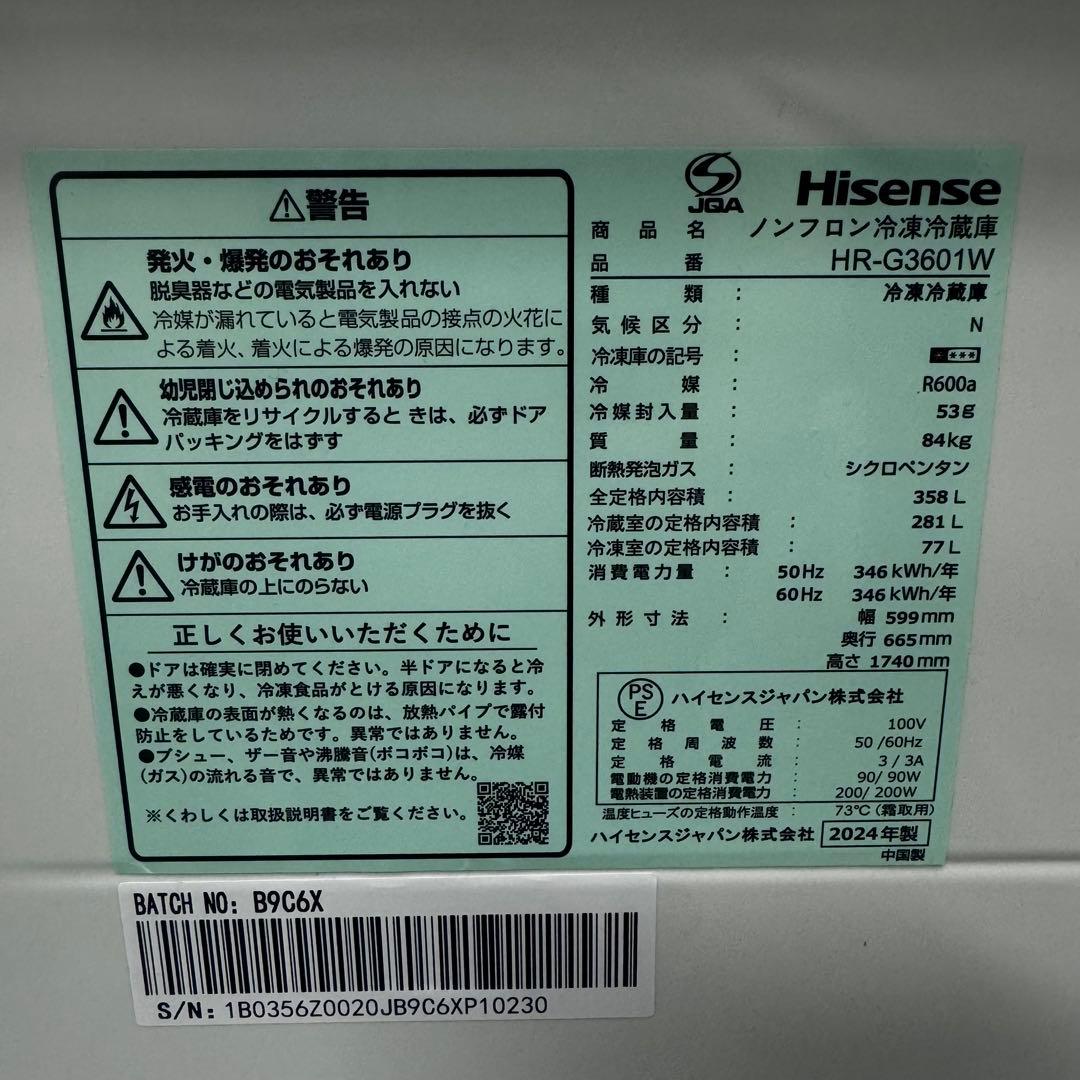 ⚠警告
発火・爆発のおそれあり
脱臭器などの電気製品を入れない
冷媒が漏れていると電気製品の接点の火花に
よる着火、着火による爆発の原因になります。
幼児閉じ込められのおそれあり
冷蔵庫をリサイクルすると きは、必ずドア
パッキングをはずす
感電のおそれあり
お手入れの際は、必ず電源プラグを抜く
けがのおそれあり
冷蔵庫の上にのらない
正しくお使いいただくために
●ドアは確実に閉めてください。半ドアになると冷
えが悪くなり、冷凍食品がとける原因になります。
●冷蔵庫の表面が熱くなるのは、放熱パイプで露付
防止をしているためです。異常ではありません。
●ブシュー、ザー音や沸騰音(ボコボコ)は、冷媒
(ガス)の流れる音で、異常ではありません。
※くわしくは取扱説明書をご覧ください。
JQA
Hisense
商品名 ノンフロン冷凍冷蔵庫
品番 HR-G3601W
種類 : 冷凍冷蔵庫
気候区分 : N
冷凍庫の記号 : * ***
冷媒 : R600a
冷媒封入量 : 53g
質量 : 84kg
断熱発泡ガス : シクロペンタン
全定格内容積 : 358 L
冷蔵室の定格内容積 : 281 L
冷凍室の定格内容積 : 77 L
消費電力量 : 50Hz 346 kWh/年
60Hz 346 kWh/年
外形寸法 : 幅 599mm
奥行 665mm
高さ 1740mm
PSE ハイセンスジャパン株式会社
定格電圧 : 100V
定格周波数 : 50 /60Hz
定格電流 : 3 / 3A
電動機の定格消費電力 : 90/ 90W
電熱装置の定格消費電力 : 200/ 200W
温度ヒューズの定格動作温度 : 73℃(霜取用)
ハイセンスジャパン株式会社 2024年製
中国製
BATCH NO: B9C6X
S/N: 1B0356Z0020JB9C6XP10230